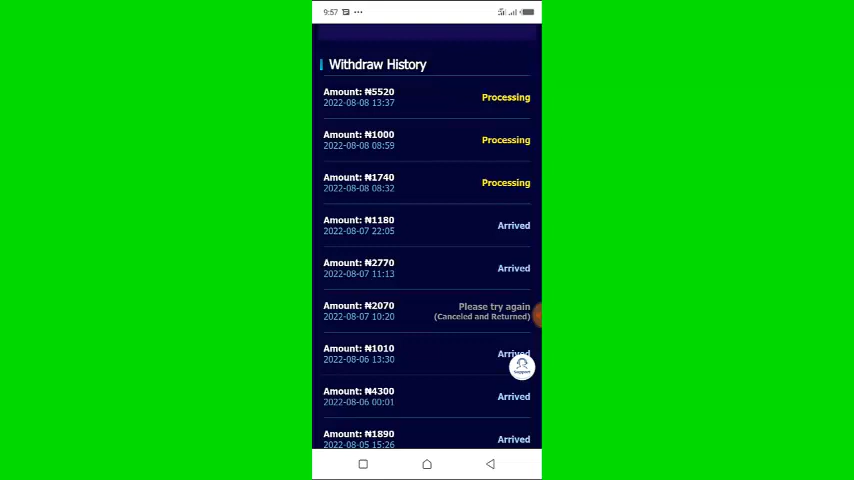 9:57
Withdraw History
Amount: ₦5520
2022-08-08 13:37
Processing
Amount: ₦1000
2022-08-08 08:59
Processing
Amount: ₦1740
2022-08-08 08:32
Processing
Amount: ₦1180
2022-08-07 22:05
Arrived
Amount: ₦2770
2022-08-07 11:13
Arrived
Amount: ₦2070
2022-08-07 10:20
Please try again
(Canceled and Returned)
Amount: ₦1010
2022-08-06 13:30
Arrived
Support
Amount: ₦4300
2022-08-06 00:01
Arrived
Amount: ₦1890
2022-08-05 15:26
Arrived